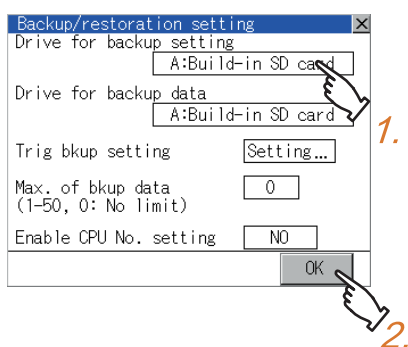 Backup/restoration setting
Drive for backup setting
A:Build-in SD card
Drive for backup data
A:Build-in SD card
1.
Trig bkup setting
Setting...
Max. of bkup data
0
(1-50, 0: No limit)
Enable CPU No. setting
NO
OK
2.